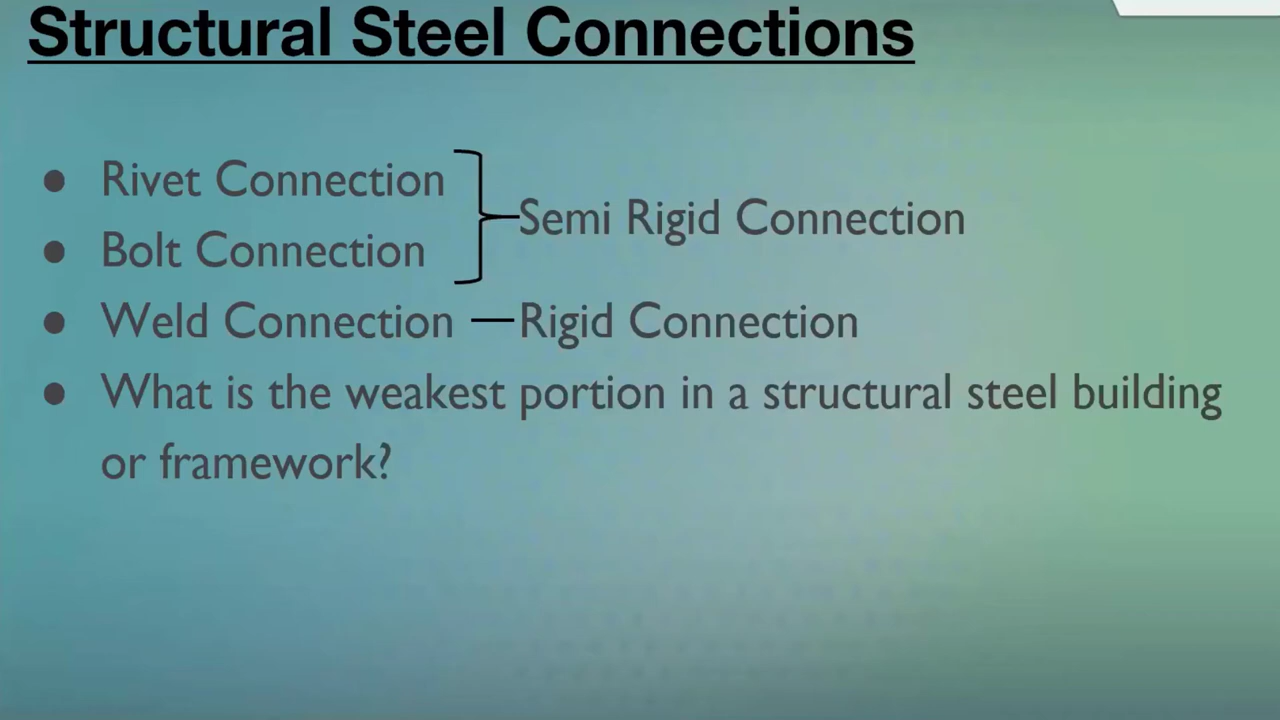 Structural Steel Connections
● Rivet Connection
● Bolt Connection
Semi Rigid Connection
● Weld Connection — Rigid Connection
● What is the weakest portion in a structural steel building
or framework?